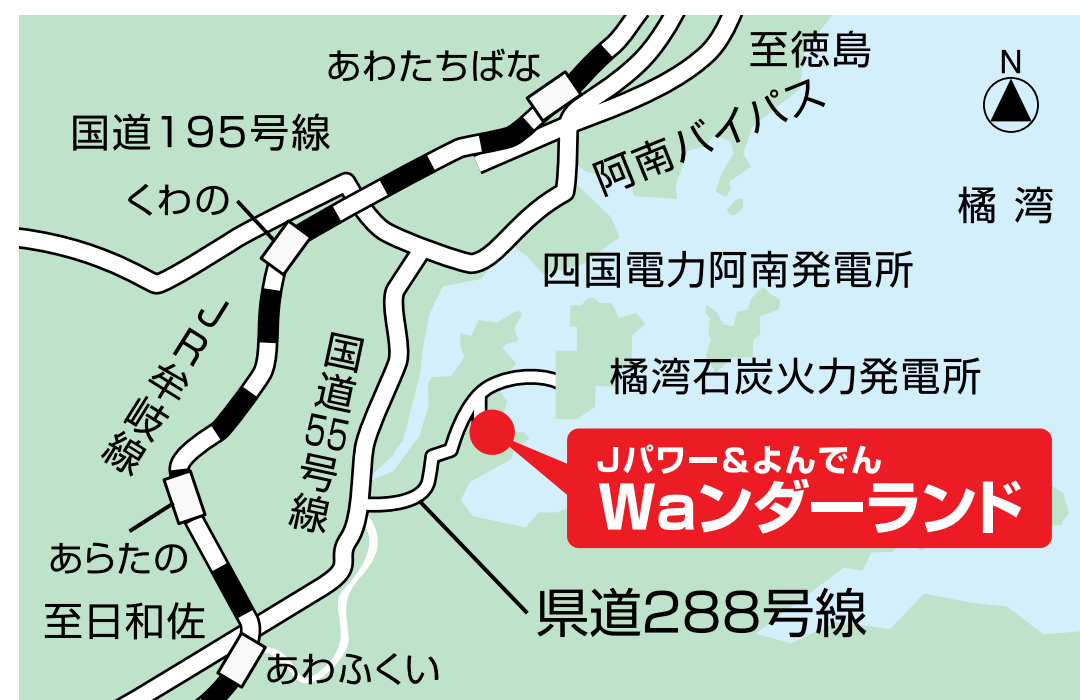 至徳島
N
あわたちばな
国道195号線
阿南バイパス
くわの
橘 湾
四国電力阿南発電所
JR牟岐線
国道55号線
橘湾石炭火力発電所
Jパワー&よんでん
Waンダーランド
あらたの
県道288号線
至日和佐
あわふくい